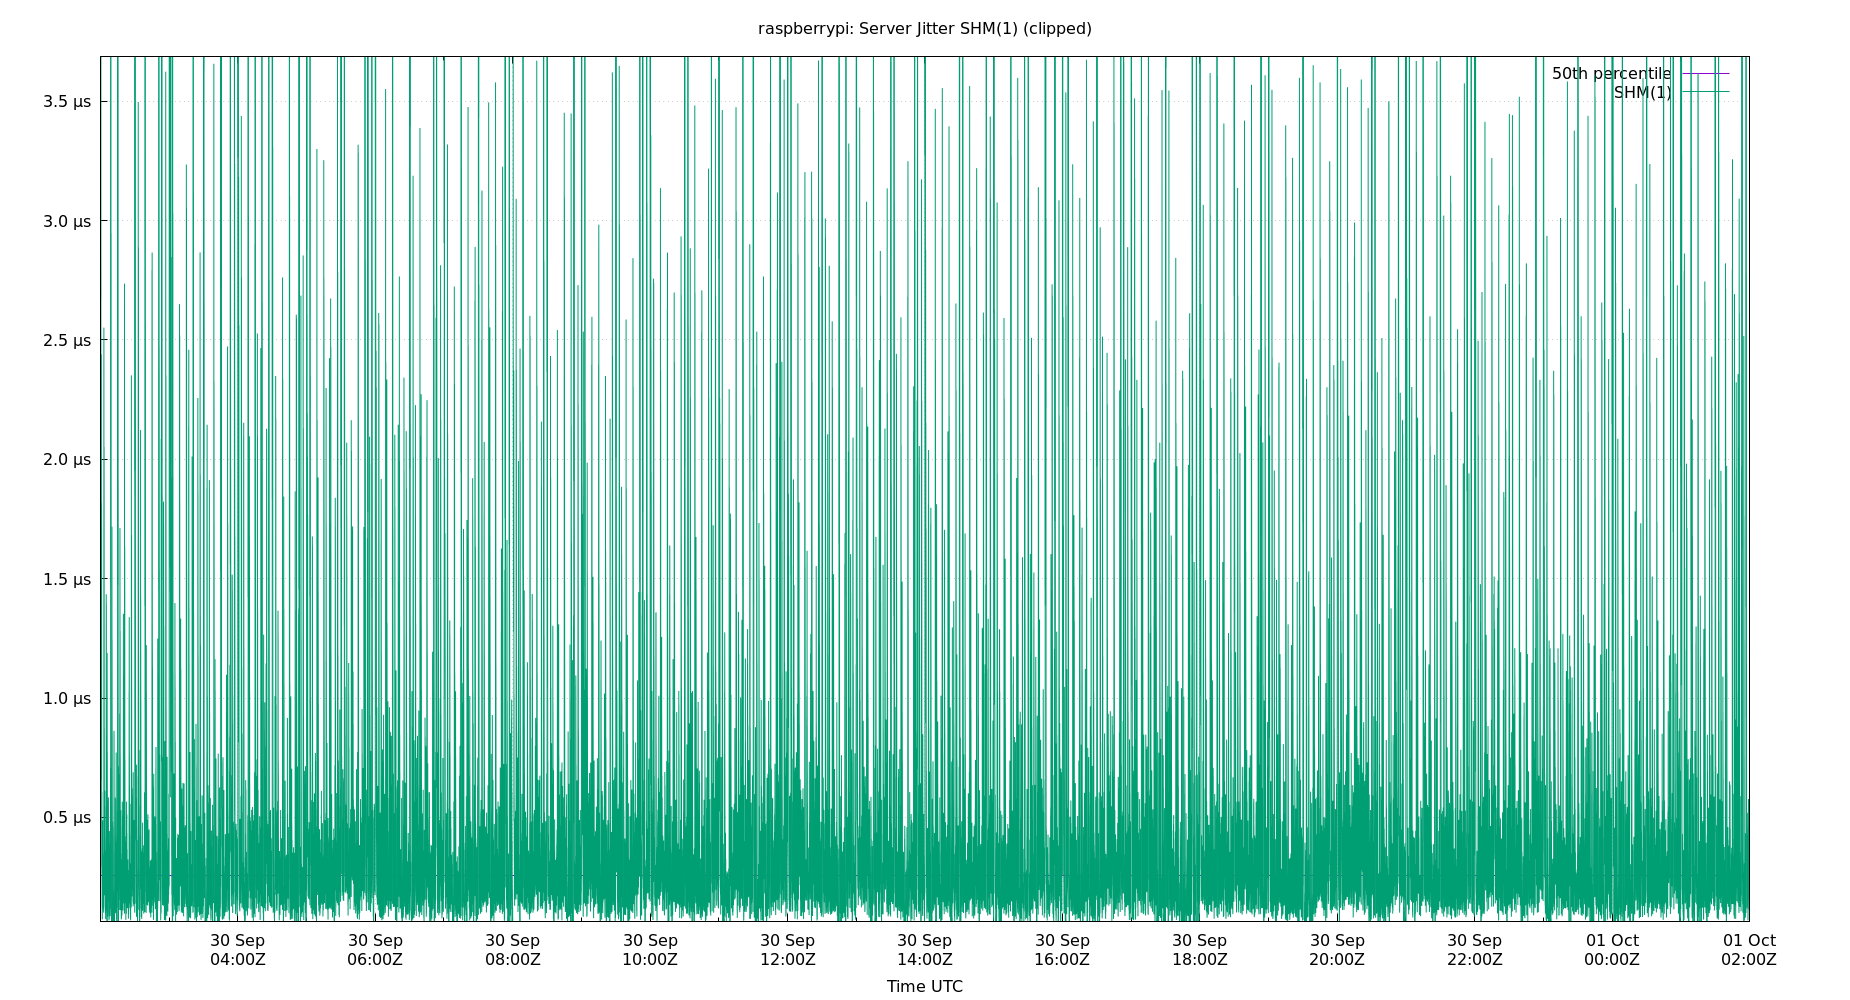 raspberrypi: Server Jitter SHM(1) (clipped)
50th percentile
SHM(1)
3.5 μs
3.0 μs
2.5 μs
2.0 μs
1.5 μs
1.0 μs
0.5 μs
30 Sep 30 Sep 30 Sep 30 Sep 30 Sep 30 Sep 30 Sep 30 Sep 30 Sep 30 Sep 01 Oct 01 Oct
04:00Z 06:00Z 08:00Z 10:00Z 12:00Z 14:00Z 16:00Z 18:00Z 20:00Z 22:00Z 00:00Z 02:00Z
Time UTC